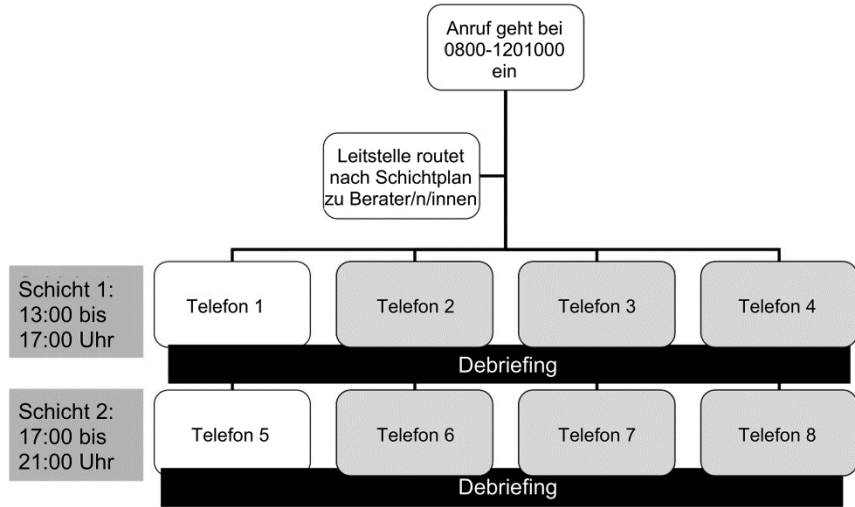 Anruf geht bei
0800-1201000
ein
Leitstelle routet
nach Schichtplan
zu Berater/n/innen
Schicht 1:
13:00 bis
17:00 Uhr
Telefon 1
Telefon 2
Telefon 3
Telefon 4
Debriefing
Schicht 2:
17:00 bis
21:00 Uhr
Telefon 5
Telefon 6
Telefon 7
Telefon 8
Debriefing